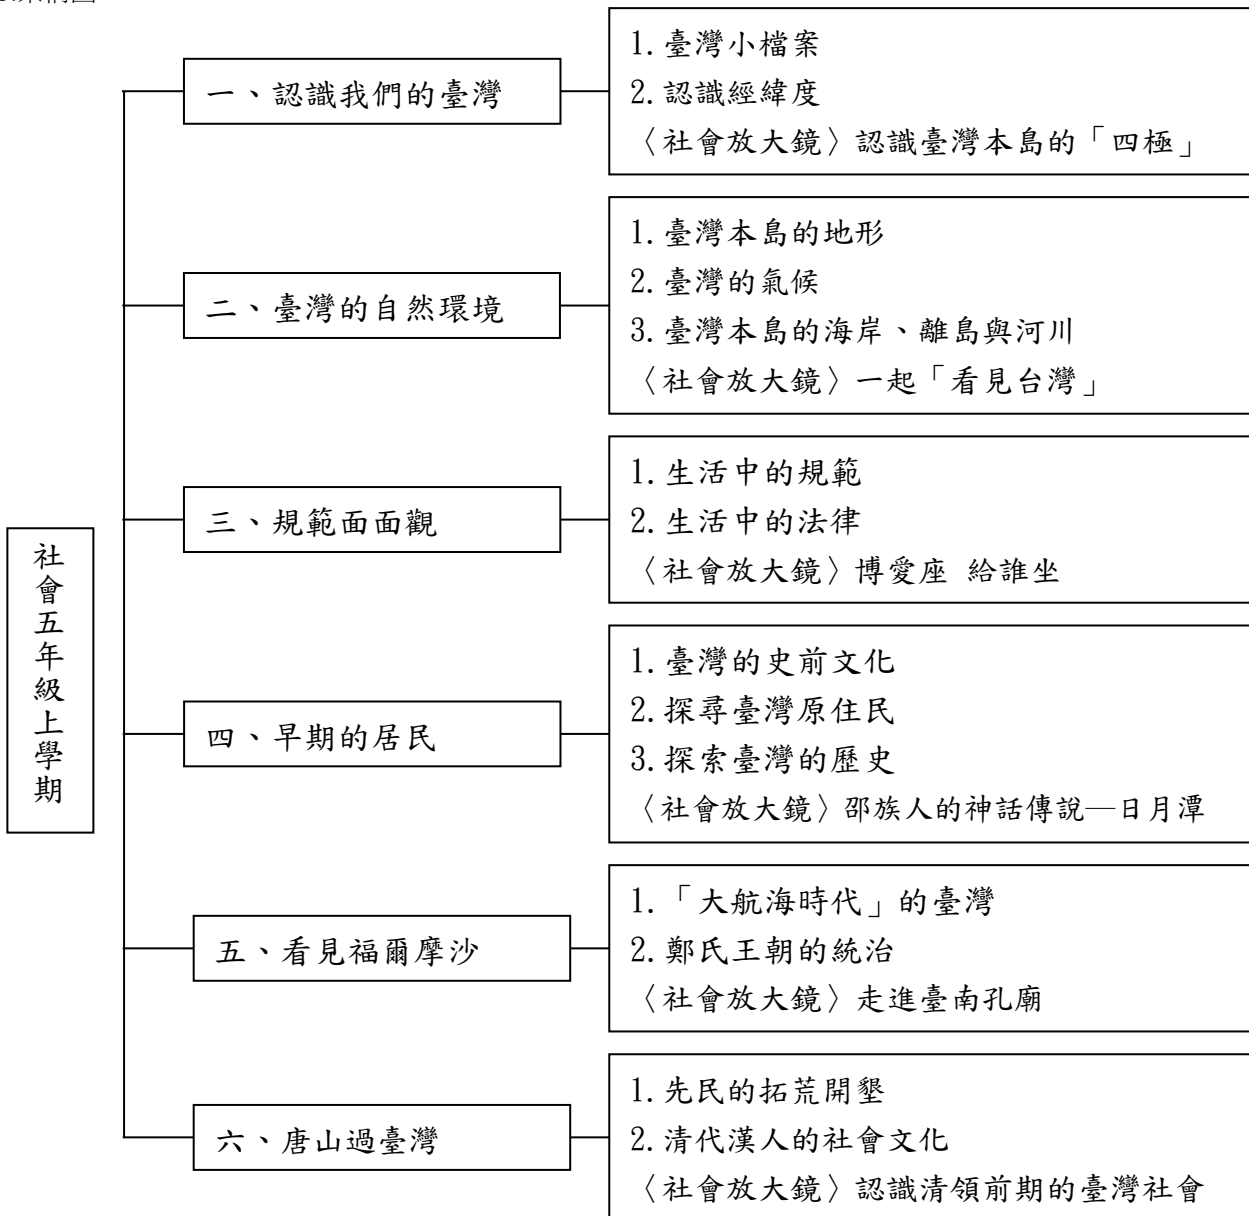 社會五年級上學期
一、認識我們的臺灣
1.臺灣小檔案
2.認識經緯度
〈社會放大鏡〉認識臺灣本島的「四極」
二、臺灣的自然環境
1.臺灣本島的地形
2.臺灣的氣候
3.臺灣本島的海岸、離島與河川
〈社會放大鏡〉一起「看見台灣」
三、規範面面觀
1.生活中的規範
2.生活中的法律
〈社會放大鏡〉博愛座 給誰坐
四、早期的居民
1.臺灣的史前文化
2.探尋臺灣原住民
3.探索臺灣的歷史
〈社會放大鏡〉邵族人的神話傳說—日月潭
五、看見福爾摩沙
1.「大航海時代」的臺灣
2.鄭氏王朝的統治
〈社會放大鏡〉走進臺南孔廟
六、唐山過臺灣
1.先民的拓荒開墾
2.清代漢人的社會文化
〈社會放大鏡〉認識清領前期的臺灣社會